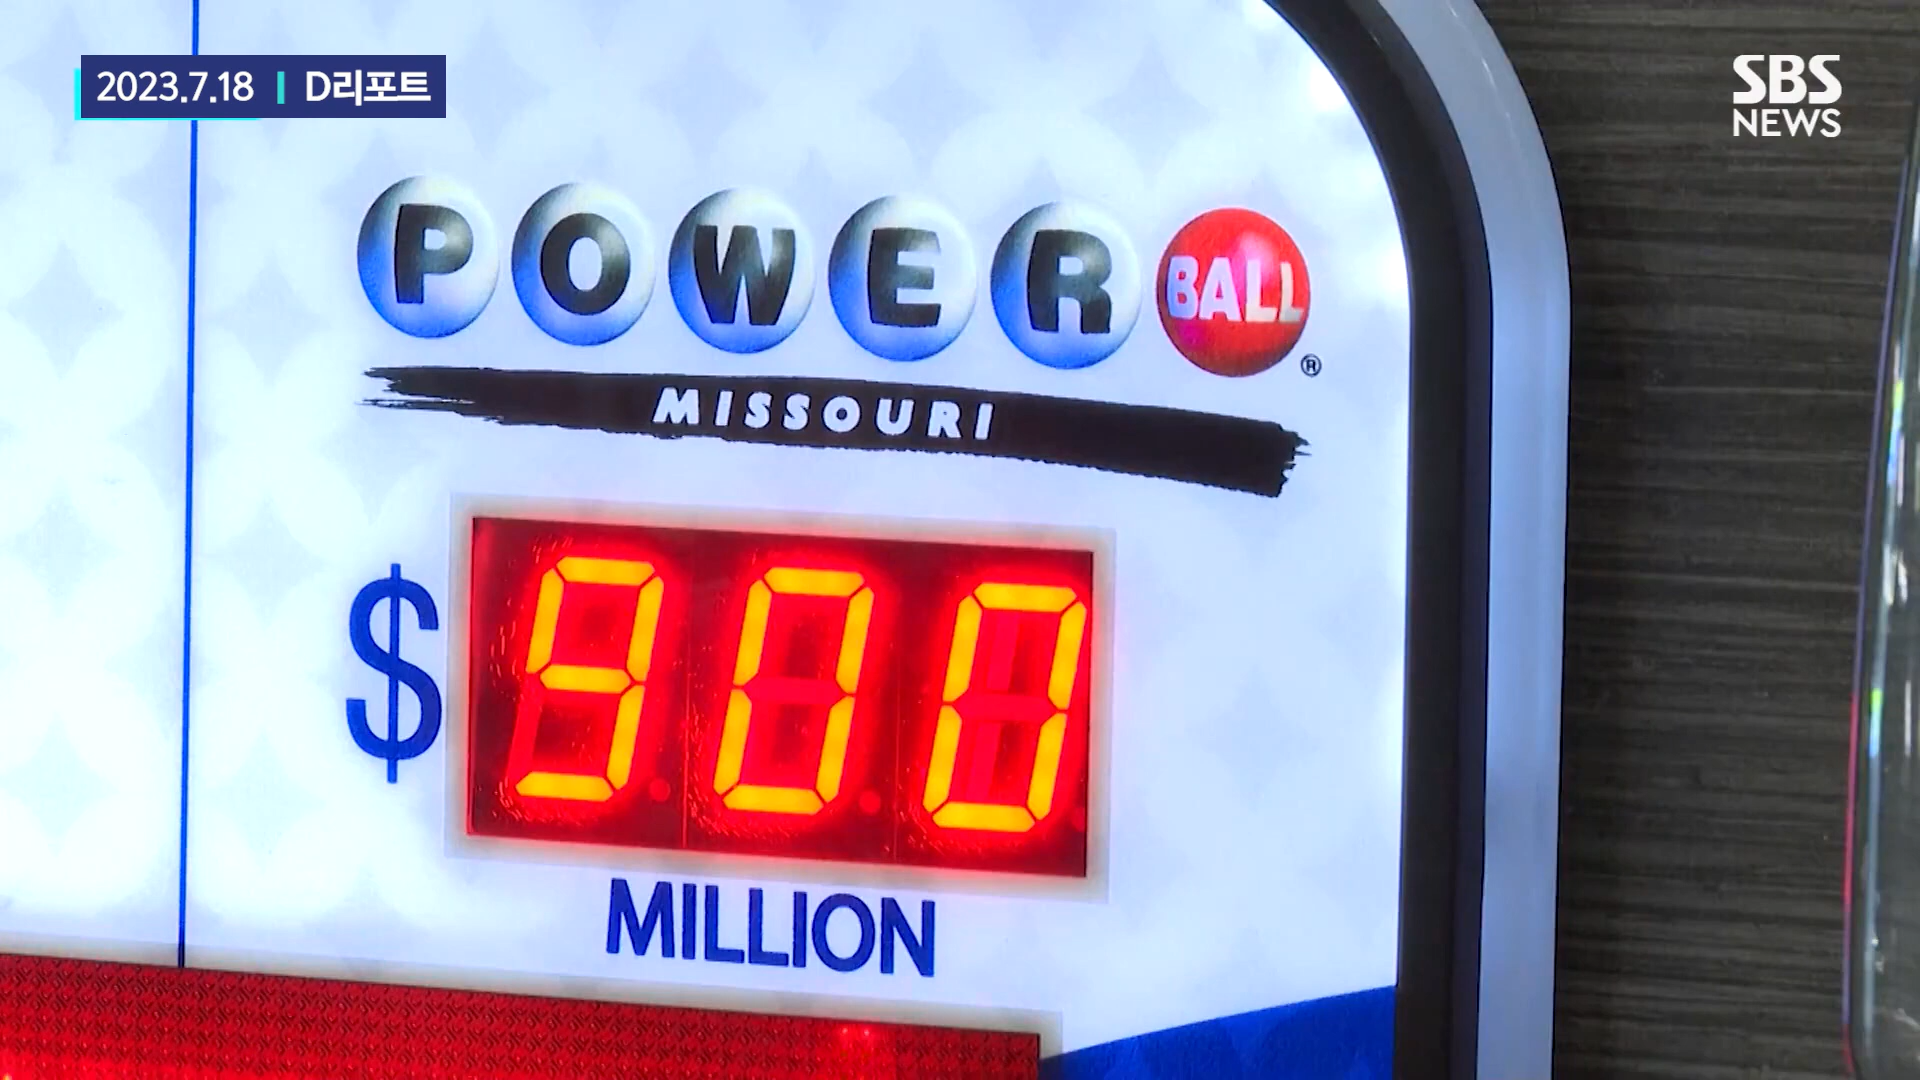 2023.7.18 | D리포트
SBS
NEWS
POWER BALL®
MISSOURI
$900
MILLION